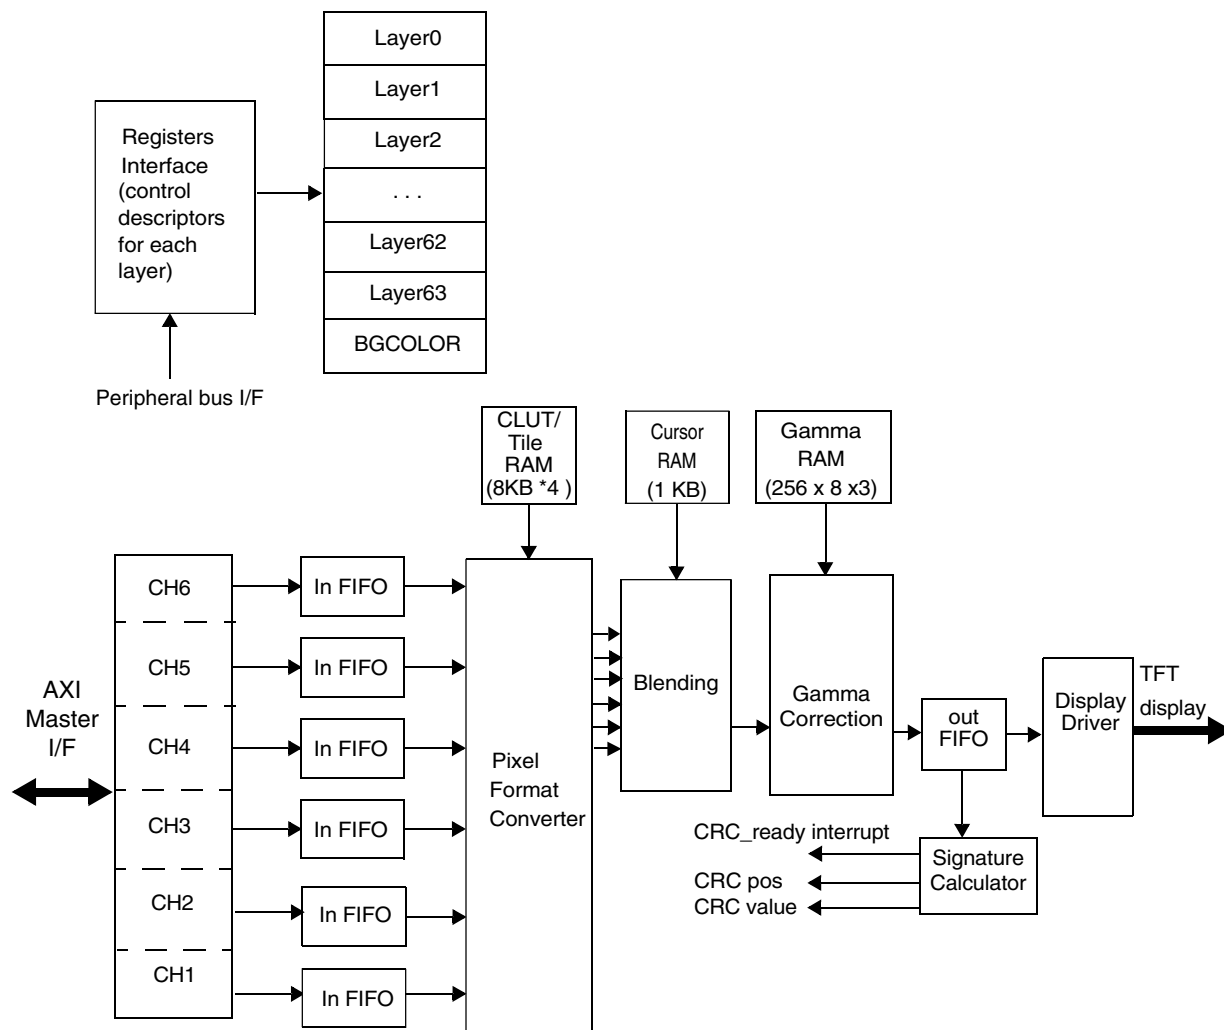 Layer0
Layer1
Layer2
. . .
Layer62
Layer63
BGCOLOR
Registers
Interface
(control
descriptors
for each
layer)
Peripheral bus I/F
CLUT/
Tile
RAM
(8KB *4 )
Cursor
RAM
(1 KB)
Gamma
RAM
(256 x 8 x3)
AXI
Master
I/F
CH6
CH5
CH4
CH3
CH2
CH1
In FIFO
In FIFO
In FIFO
In FIFO
In FIFO
In FIFO
Pixel
Format
Converter
Blending
Gamma
Correction
out
FIFO
Display
Driver
TFT
display
Signature
Calculator
CRC_ready interrupt
CRC pos
CRC value